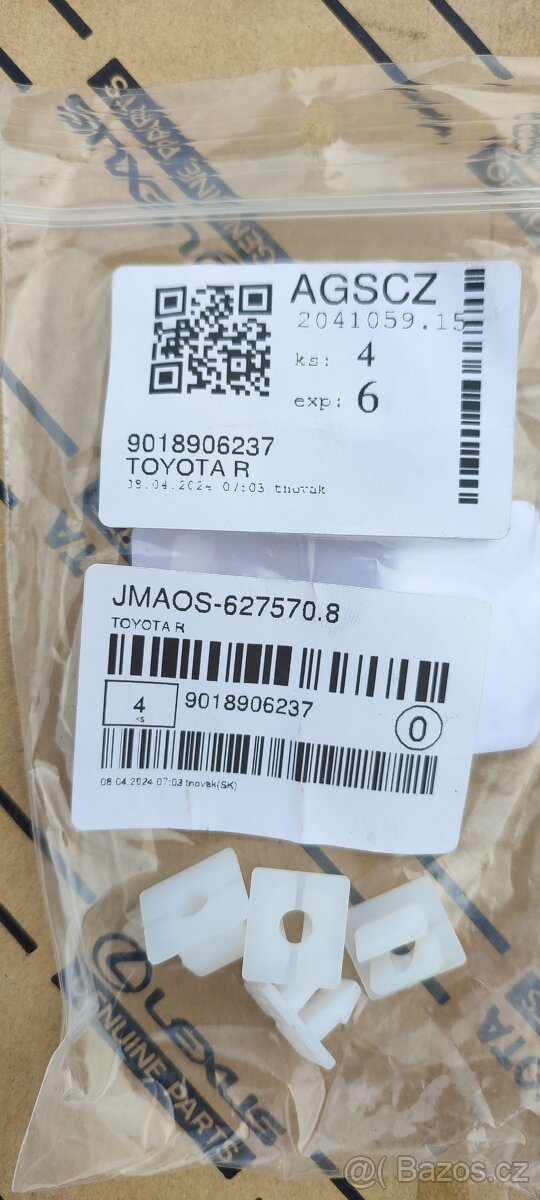 AGSCZ
2041059.15
ks: 4
exp: 6
9018906237
TOYOTA R
08.04.2024 07:03 tnovak
JMAOS-627570.8
TOYOTA R
4
ks
9018906237
0
08.04.2024 07:03 tnovak(SK)
LEXUS
GENUINE PARTS
© Bazos.cz